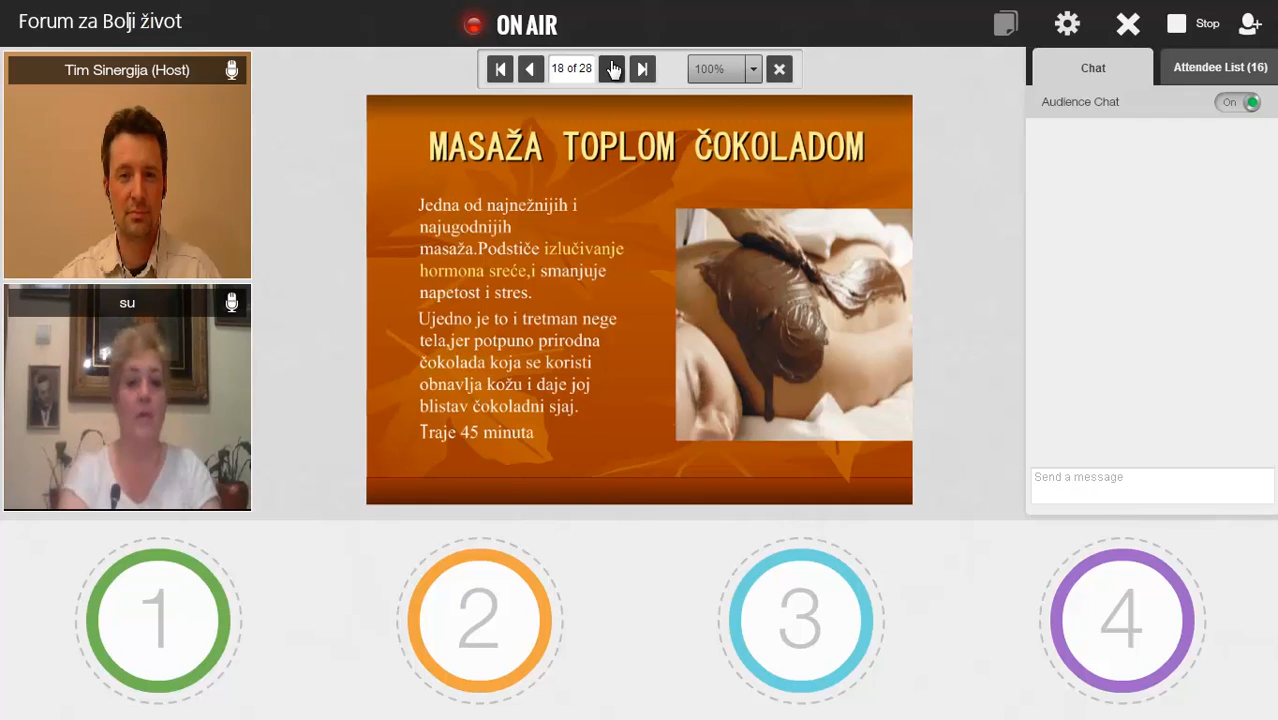 Forum za Bolji život
ON AIR
Stop
Tim Sinergija (Host)
18 of 28
100%
Chat
Attendee List (16)
Audience Chat
On
su
MASAŽA TOPLOM ČOKOLADOM
Jedna od najnežnijih i
najugodnijih
masaža.Podstiče izlučivanje
hormona sreće,i smanjuje
napetost i stres.
Ujedno je to i tretman nege
tela,jer potpuno prirodna
čokolada koja se koristi
obnavlja kožu i daje joj
blistav čokoladni sjaj.
Traje 45 minuta
Send a message
1
2
3
4